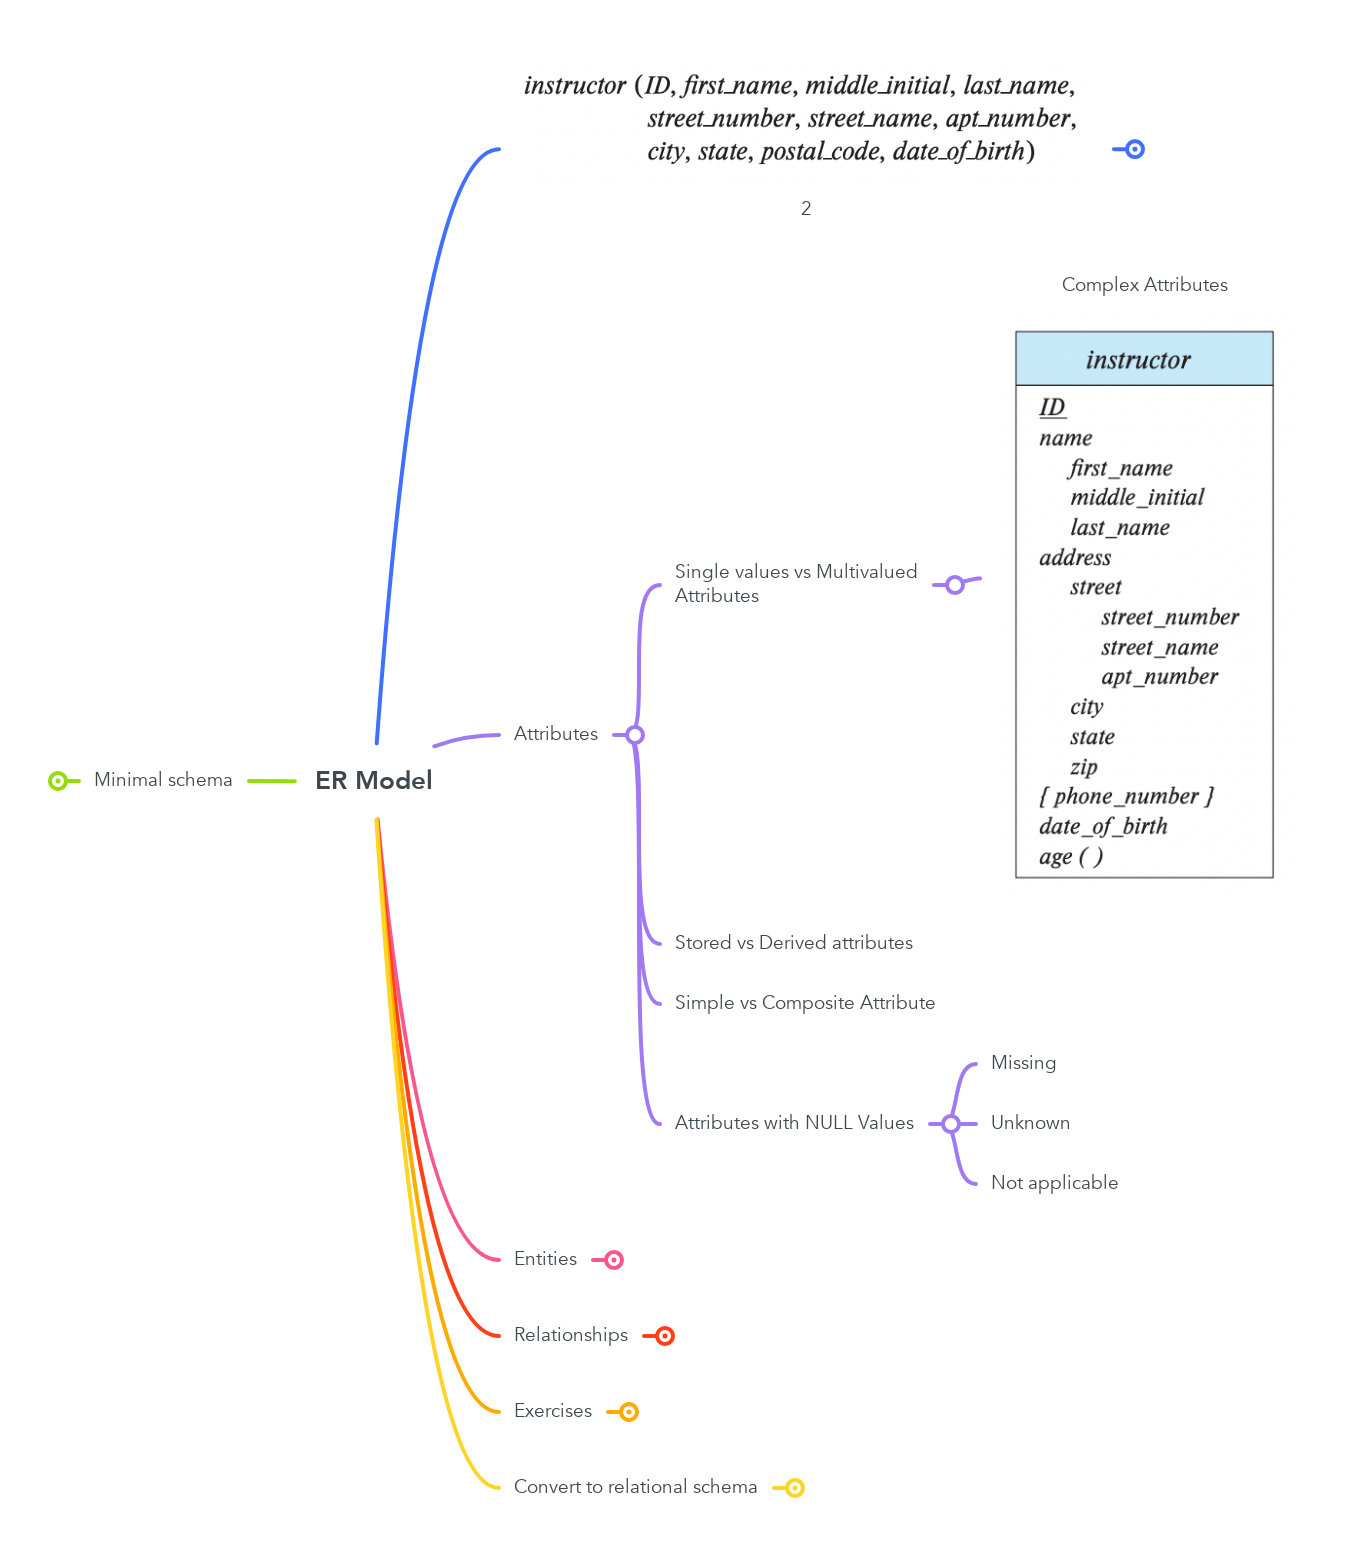 instructor (ID, first_name, middle_initial, last_name,
street_number, street_name, apt_number,
city, state, postal_code, date_of_birth)
2
Complex Attributes
instructor
ID
name
first_name
middle_initial
last_name
address
street
street_number
street_name
apt_number
city
state
zip
[ phone_number ]
date_of_birth
age ( )
Single values vs Multivalued
Attributes
Attributes
Minimal schema
ER Model
Stored vs Derived attributes
Simple vs Composite Attribute
Attributes with NULL Values
Missing
Unknown
Not applicable
Entities
Relationships
Exercises
Convert to relational schema